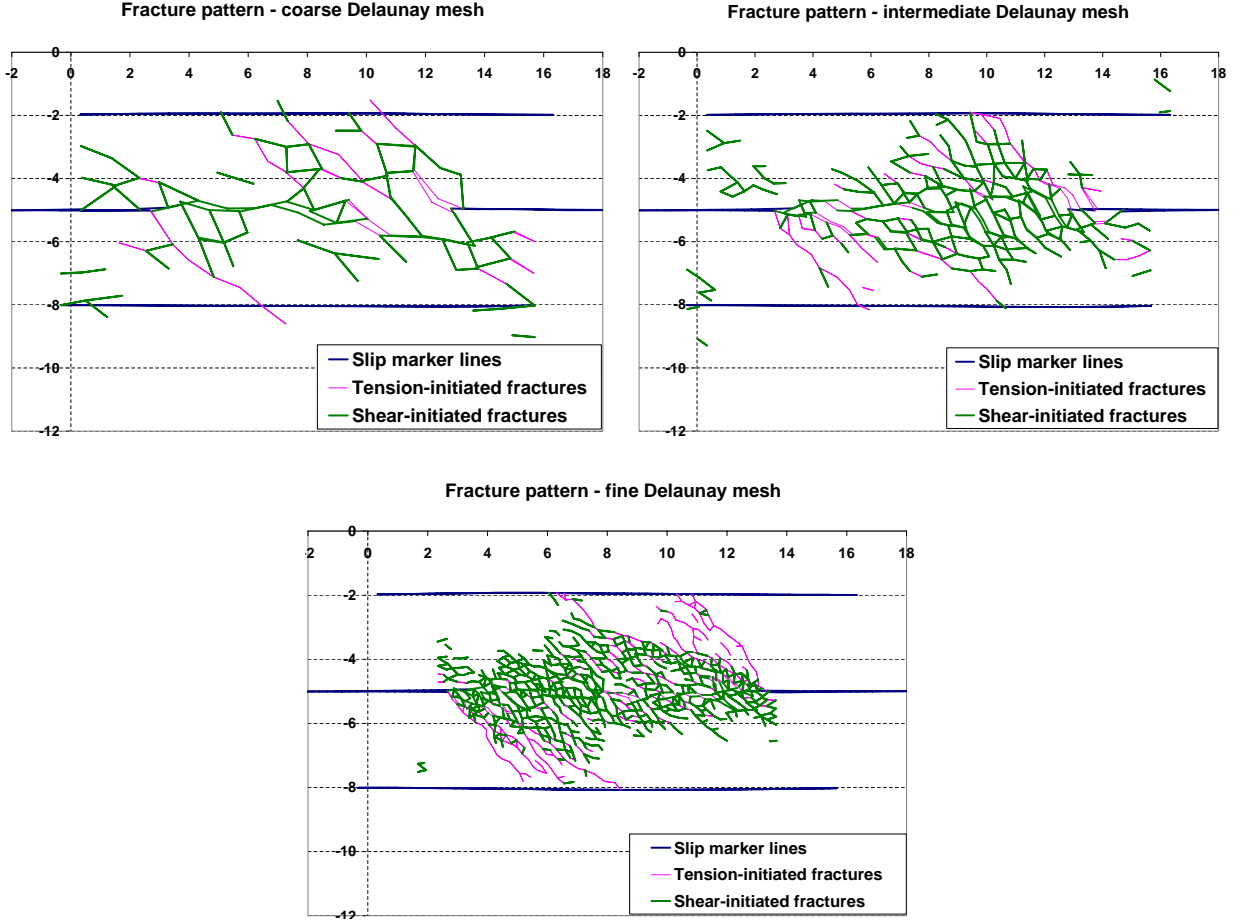 Fracture pattern - coarse Delaunay mesh
0
-2 0 2 4 6 8 10 12 14 16 18
-2
-4
-6
-8
-10
-12
Slip marker lines
Tension-initiated fractures
Shear-initiated fractures
Fracture pattern - intermediate Delaunay mesh
0
-2 0 2 4 6 8 10 12 14 16 18
-2
-4
-6
-8
-10
-12
Slip marker lines
Tension-initiated fractures
Shear-initiated fractures
Fracture pattern - fine Delaunay mesh
0
2 0 2 4 6 8 10 12 14 16 18
-2
-4
-6
-8
-10
-12
Slip marker lines
Tension-initiated fractures
Shear-initiated fractures